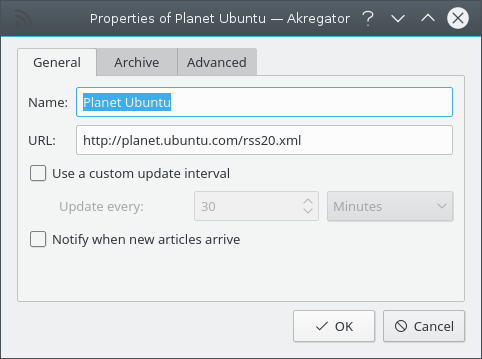 Properties of Planet Ubuntu — Akregator
General Archive Advanced
Name: Planet Ubuntu
URL: http://planet.ubuntu.com/rss20.xml
Use a custom update interval
Update every: 30 Minutes
Notify when new articles arrive
OK Cancel